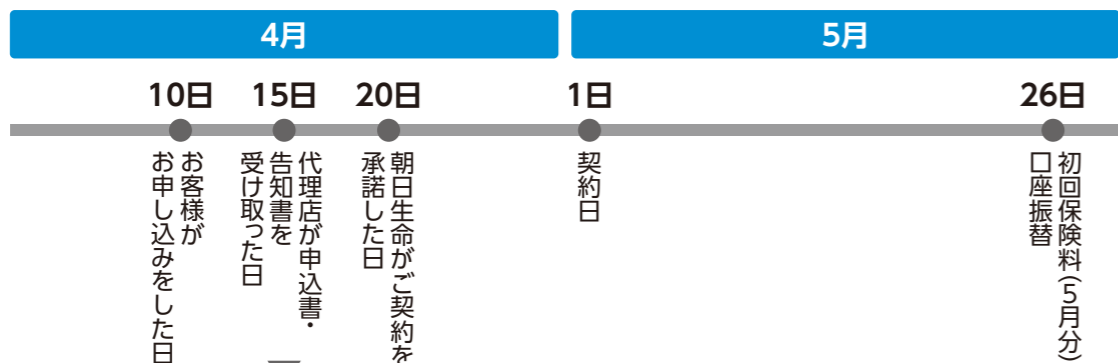 4月
5月
10日
15日
20日
1日
26日
お客様が
お申し込みをした日
代理店が申込書・
告知書を
受け取った日
朝日生命がご契約を
承諾した日
契約日
初回保険料(5月分)
口座振替